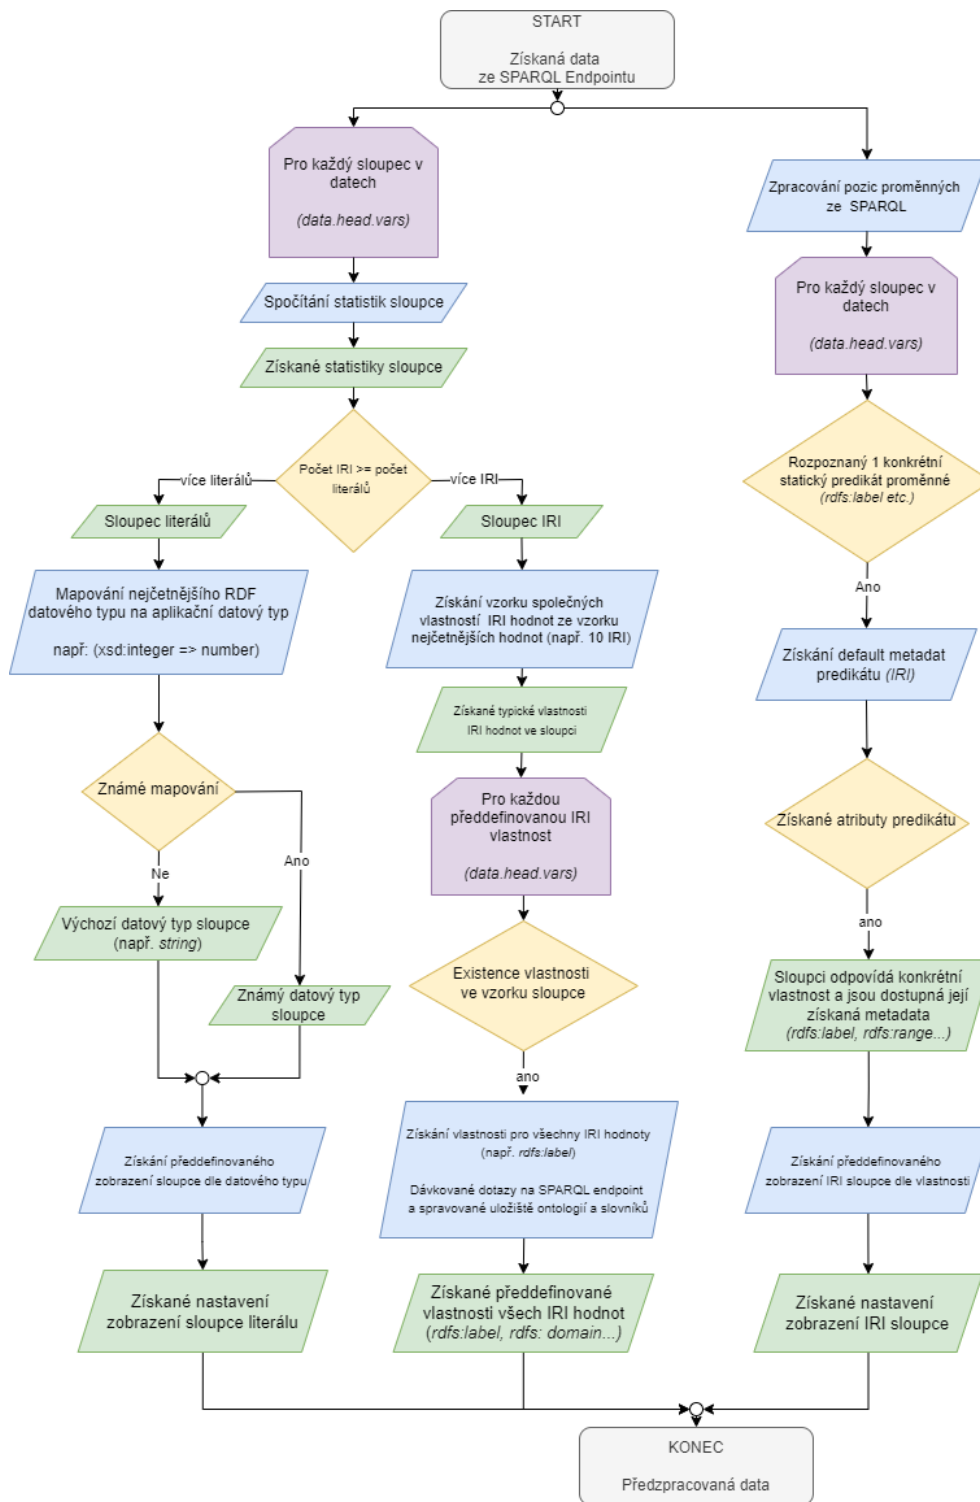 START
Získaná data
ze SPARQL Endpointu
Pro každý sloupec v
datech
(data.head.vars)
Zpracování pozic proměnných
ze SPARQL
Spočítání statistik sloupce
Pro každý sloupec v
datech
(data.head.vars)
Získané statistiky sloupce
Počet IRI >= počet
literálů
více literálů
více IRI
Rozpoznaný 1 konkrétní
statický predikát proměnné
(rdfs:label etc.)
Sloupec literálů
Sloupec IRI
Mapování nejčetnějšího RDF
datového typu na aplikační datový typ
např: (xsd:integer => number)
Získání vzorku společných
vlastností IRI hodnot ze vzorku
nejčetnějších hodnot (např. 10 IRI)
Ano
Získání default metadat
predikátu (IRI)
Získané typické vlastnosti
IRI hodnot ve sloupci
Známé mapování
Pro každou
předdefinovanou IRI
vlastnost
(data.head.vars)
Získané atributy predikátu
Ne
Ano
Výchozí datový typ sloupce
(např. string)
ano
Existence vlastnosti
ve vzorku sloupce
Sloupci odpovídá konkrétní
vlastnost a jsou dostupná její
získaná metadata
(rdfs:label, rdfs:range...)
Známý datový typ
sloupce
ano
Získání vlastnosti pro všechny IRI hodnoty
(např. rdfs:label)
Dávkované dotazy na SPARQL endpoint
a spravované uložiště ontologií a slovníků
Získání předdefinovaného
zobrazení sloupce dle datového typu
Získání předdefinovaného
zobrazení IRI sloupce dle vlastnosti
Získané nastavení
zobrazení sloupce literálu
Získané předdefinované
vlastnosti všech IRI hodnot
(rdfs:label, rdfs: domain...)
Získané nastavení
zobrazení IRI sloupce
KONEC
Předzpracovaná data